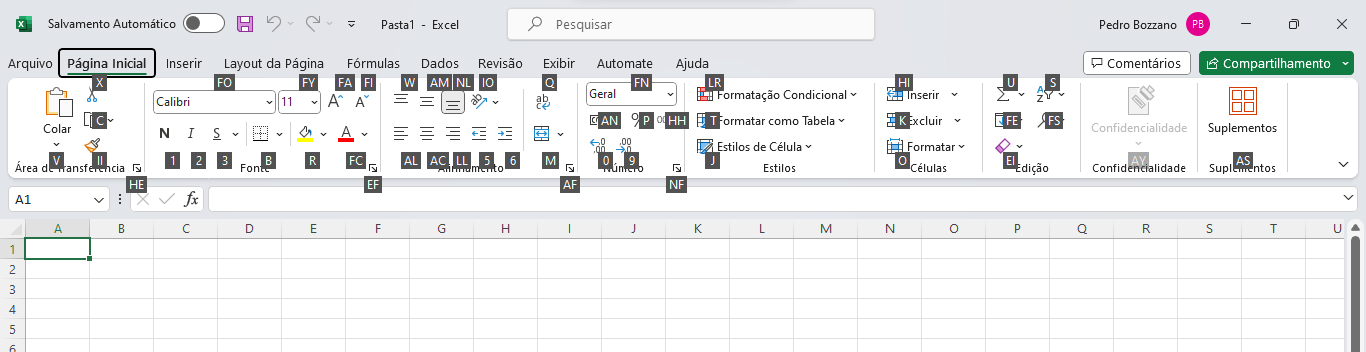 Salvamento Automático Pasta1 - Excel Pesquisar Pedro Bozzano PB
Arquivo Página Inicial Inserir Layout da Página Fórmulas Dados Revisão Exibir Automate Ajuda Comentários Compartilhamento
X FO FY FA FI W AM NL IO Q FN LR HI U S
Calibri 11 ab Geral Formatação Condicional Inserir
C AN P HH T K FE FS
Colar Formatar como Tabela Excluir Confidencialidade Suplementos
N I S A Estilos de Célula Formatar
V II 1 2 3 B R FC AL AC LL 5 6 M 0 9 J O EI AY AS
Área de Transferência Fonte Alinhamento Número Estilos Células Edição Confidencialidade Suplementos
HE EF AF NF
A1 fx
A B C D E F G H I J K L M N O P Q R S T U
1
2
3
4
5
6